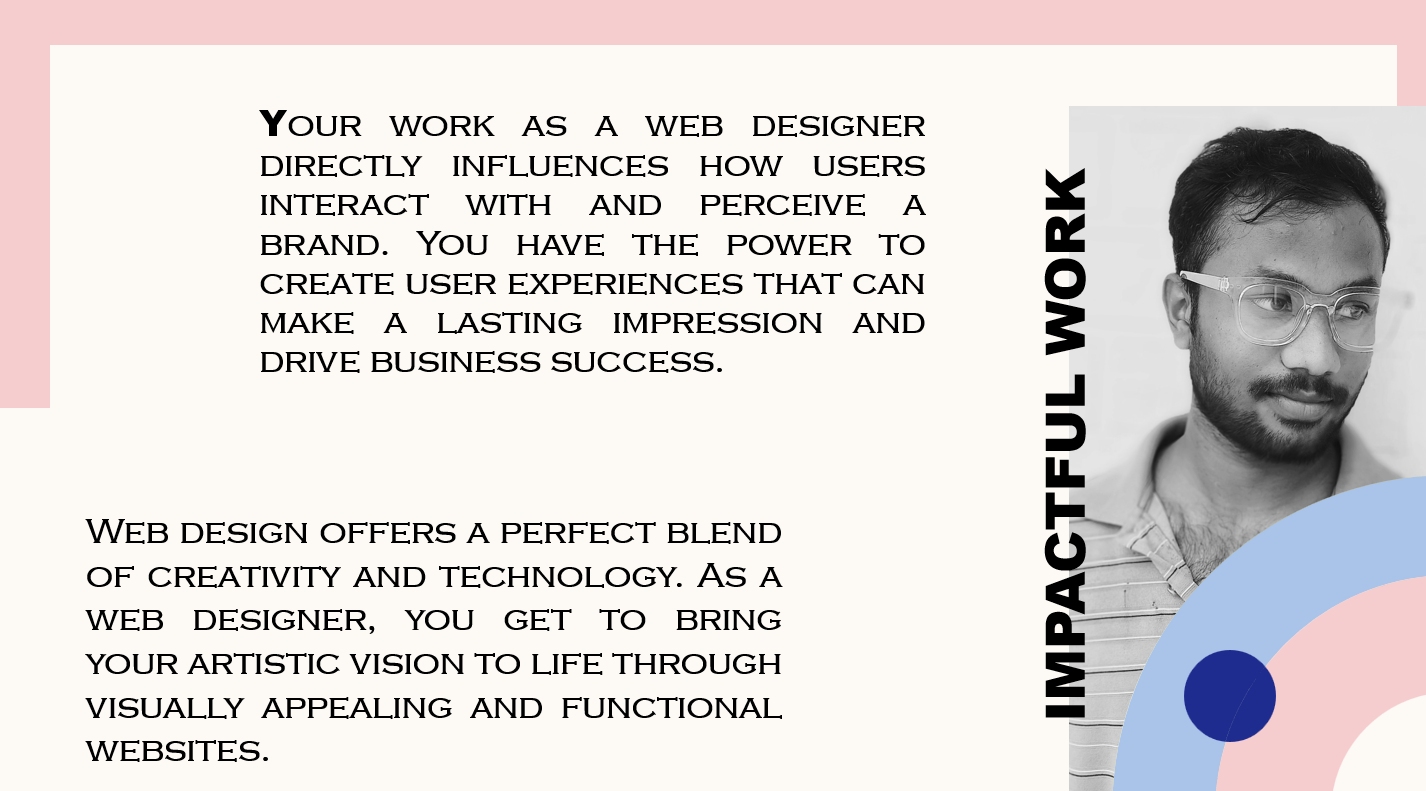 Your work as a web designer
directly influences how users
interact with and perceive a
brand. You have the power to
create user experiences that can
make a lasting impression and
drive business success.
Web design offers a perfect blend
of creativity and technology. As a
web designer, you get to bring
your artistic vision to life through
visually appealing and functional
websites.
IMPACTFUL WORK